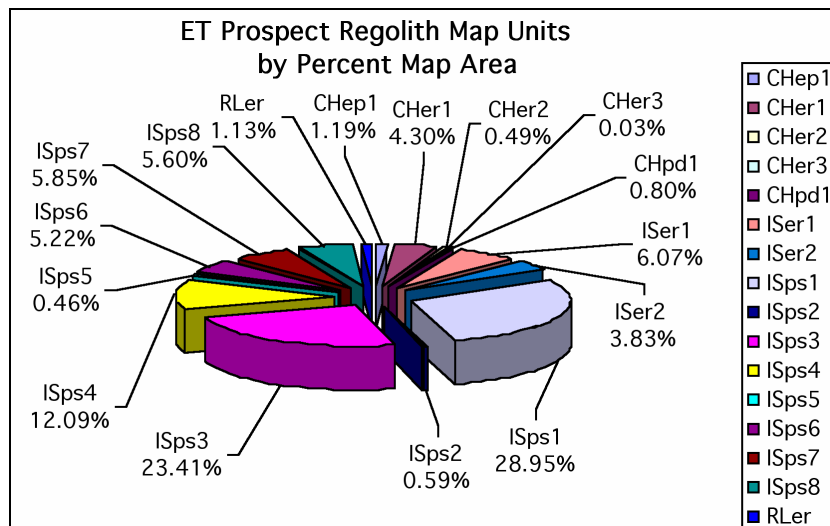 ET Prospect Regolith Map Units
by Percent Map Area
RLer
1.13%
CHep1
1.19%
CHer1
4.30%
CHer2
0.49%
CHer3
0.03%
CHpd1
0.80%
ISer1
6.07%
ISer2
3.83%
ISps1
28.95%
ISps2
0.59%
ISps3
23.41%
ISps4
12.09%
ISps5
0.46%
ISps6
5.22%
ISps7
5.85%
ISps8
5.60%
CHep1
CHer1
CHer2
CHer3
CHpd1
ISer1
ISer2
ISps1
ISps2
ISps3
ISps4
ISps5
ISps6
ISps7
ISps8
RLer